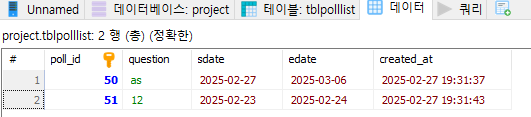 Unnamed 데이터베이스: project 테이블: tblpolllist 데이터 쿼리
project.tblpolllist: 2 행 (총) (정확한)
# poll_id question sdate edate created_at
1 50 as 2025-02-27 2025-03-06 2025-02-27 19:31:37
2 51 12 2025-02-23 2025-02-24 2025-02-27 19:31:43